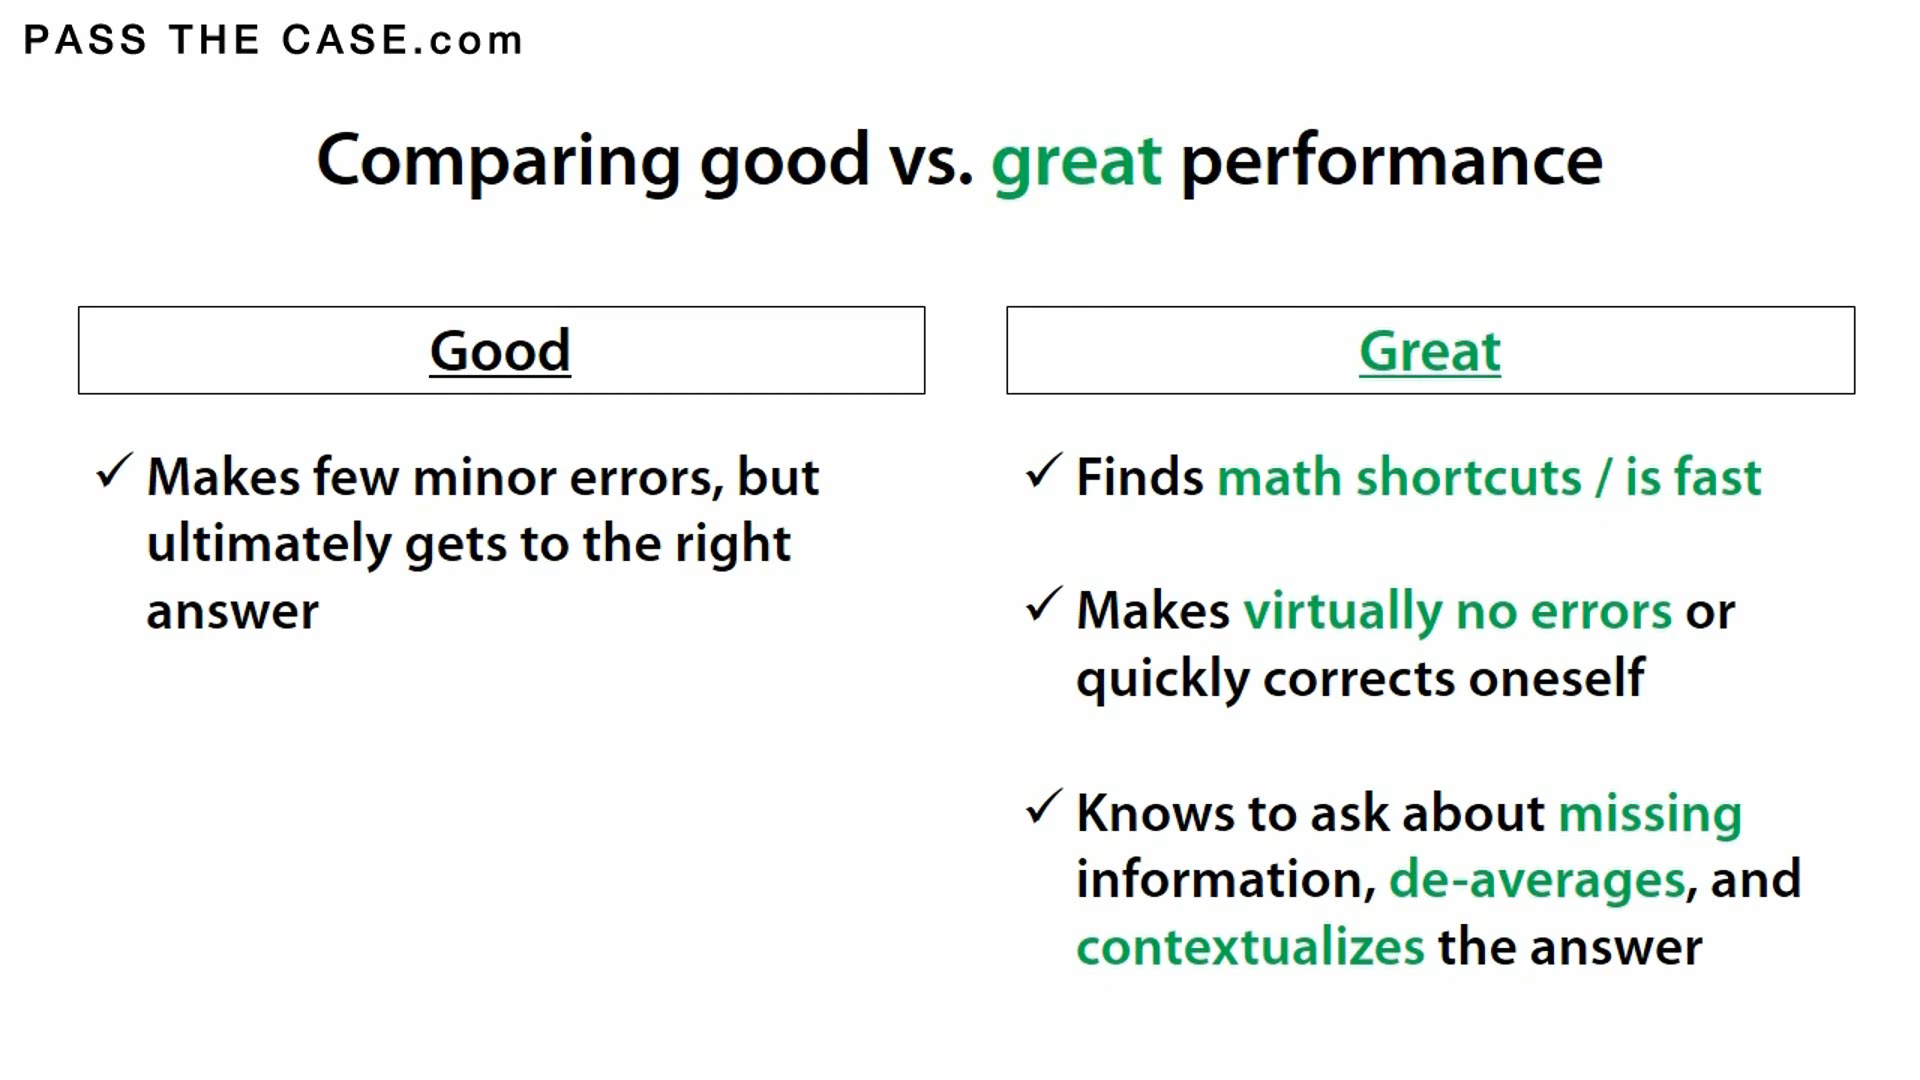 PASS THE CASE.com
Comparing good vs. great performance
Good
Makes few minor errors, but
ultimately gets to the right
answer
Great
Finds math shortcuts / is fast
Makes virtually no errors or
quickly corrects oneself
Knows to ask about missing
information, de-averages, and
contextualizes the answer